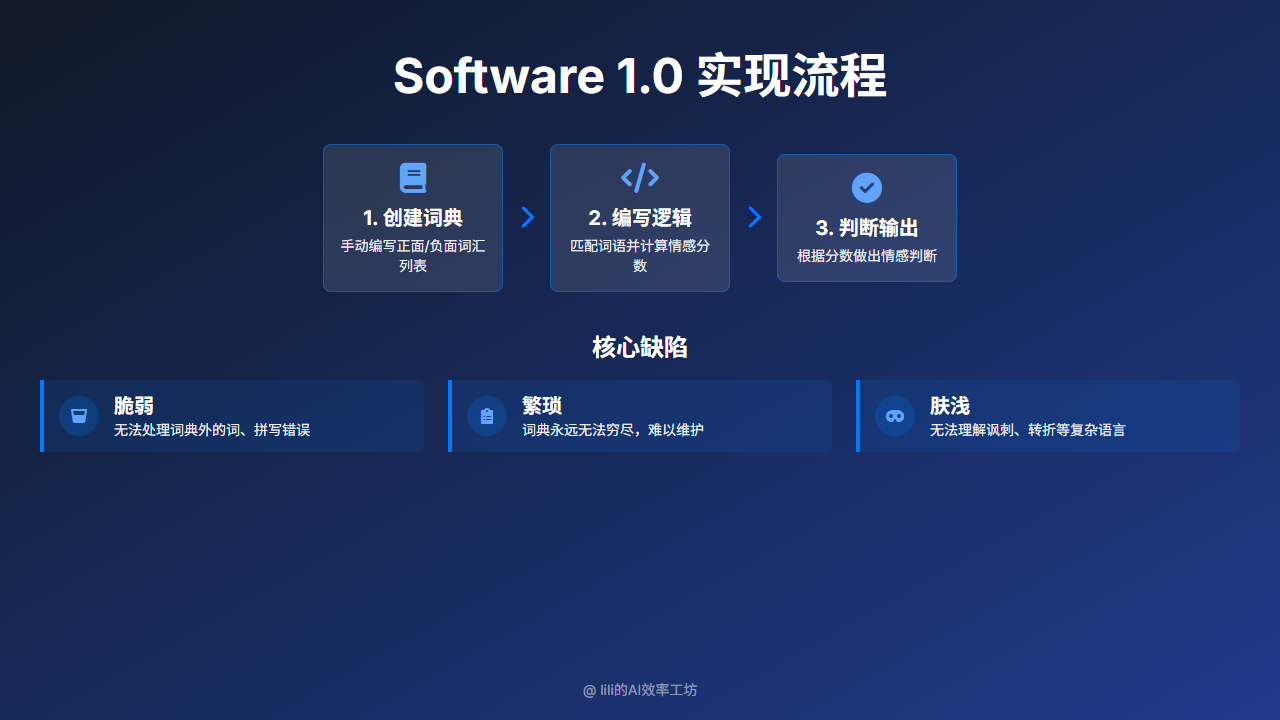 Software 1.0 实现流程
1. 创建词典
手动编写正面/负面词汇
列表
2. 编写逻辑
匹配词语并计算情感分
数
3. 判断输出
根据分数做出情感判断
核心缺陷
脆弱
无法处理词典外的词、拼写错误
繁琐
词典永远无法穷尽，难以维护
肤浅
无法理解讽刺、转折等复杂语言
@ lili的AI效率工坊